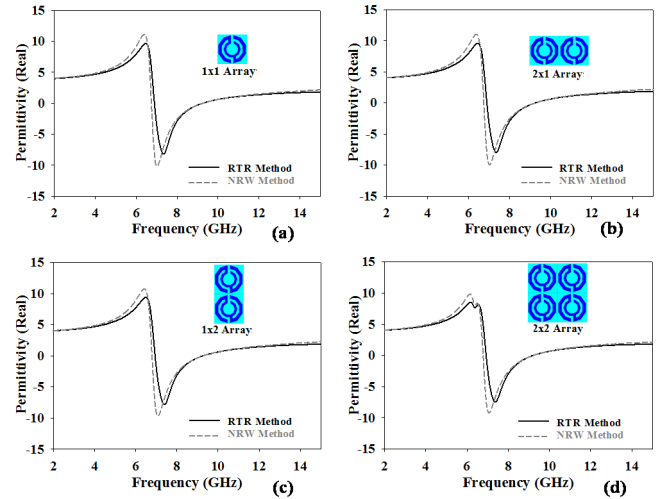 15
10
5
0
-5
-10
-15
Permittivity (Real)
1x1 Array
RTR Method
NRW Method
2 4 6 8 10 12 14
Frequency (GHz)
(a)
15
10
5
0
-5
-10
-15
Permittivity (Real)
2x1 Array
RTR Method
NRW Method
2 4 6 8 10 12 14
Frequency (GHz)
(b)
15
10
5
0
-5
-10
-15
Permittivity (Real)
1x2 Array
RTR Method
NRW Method
2 4 6 8 10 12 14
Frequency (GHz)
(c)
15
10
5
0
-5
-10
-15
Permittivity (Real)
2x2 Array
RTR Method
NRW Method
2 4 6 8 10 12 14
Frequency (GHz)
(d)